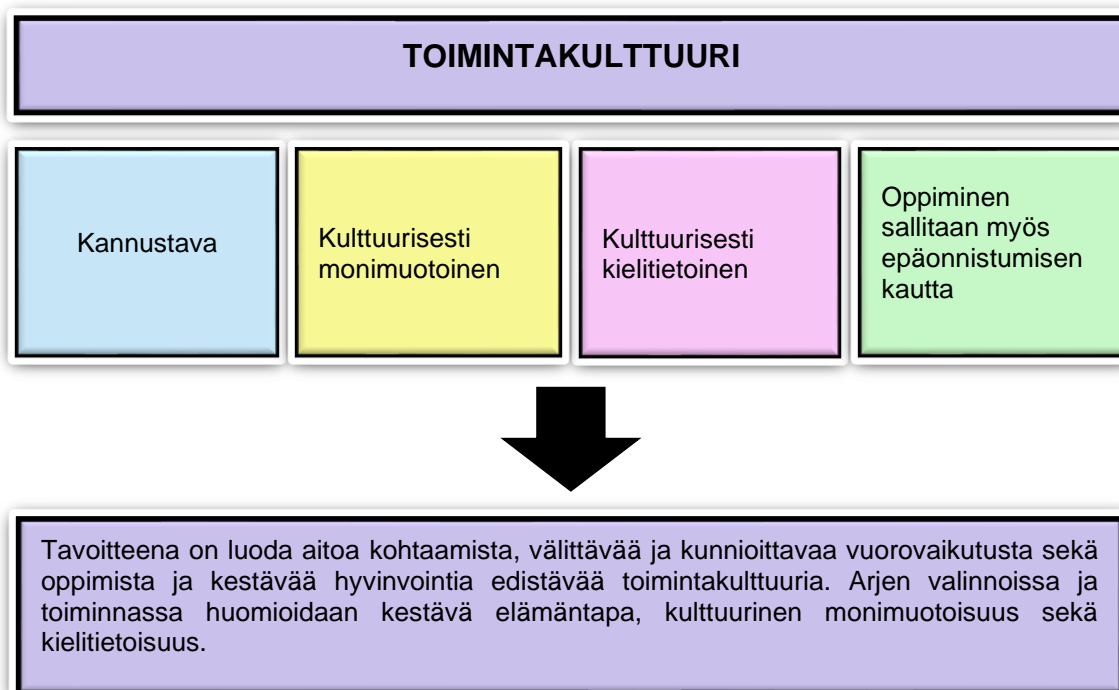 TOIMINTAKULTTUURI
Kannustava
Kulttuurisesti
monimuotoinen
Kulttuurisesti
kielitietoinen
Oppiminen
sallitaan myös
epäonnistumisen
kautta
Tavoitteena on luoda aitoa kohtaamista, välittävää ja kunnioittavaa vuorovaikutusta sekä
oppimista ja kestävää hyvinvointia edistävää toimintakulttuuria. Arjen valinnoissa ja
toiminnassa huomioidaan kestävä elämäntapa, kulttuurinen monimuotoisuus sekä
kielitietoisuus.